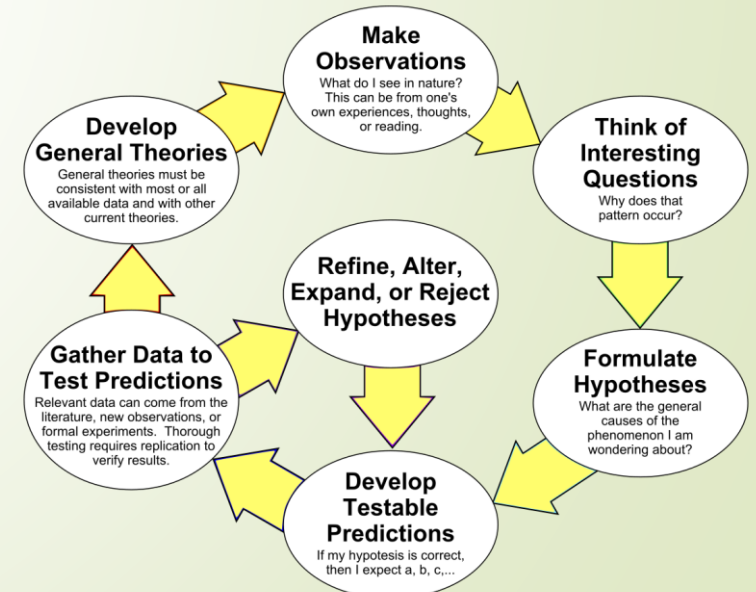 Make
Observations
What do I see in nature?
This can be from one's
own experiences, thoughts,
or reading.
Think of
Interesting
Questions
Why does that
pattern occur?
Formulate
Hypotheses
What are the general
causes of the
phenomenon I am
wondering about?
Develop
Testable
Predictions
If my hypotesis is correct,
then I expect a, b, c,...
Gather Data to
Test Predictions
Relevant data can come from the
literature, new observations, or
formal experiments. Thorough
testing requires replication to
verify results.
Refine, Alter,
Expand, or Reject
Hypotheses
Develop
General Theories
General theories must be
consistent with most or all
available data and with other
current theories.